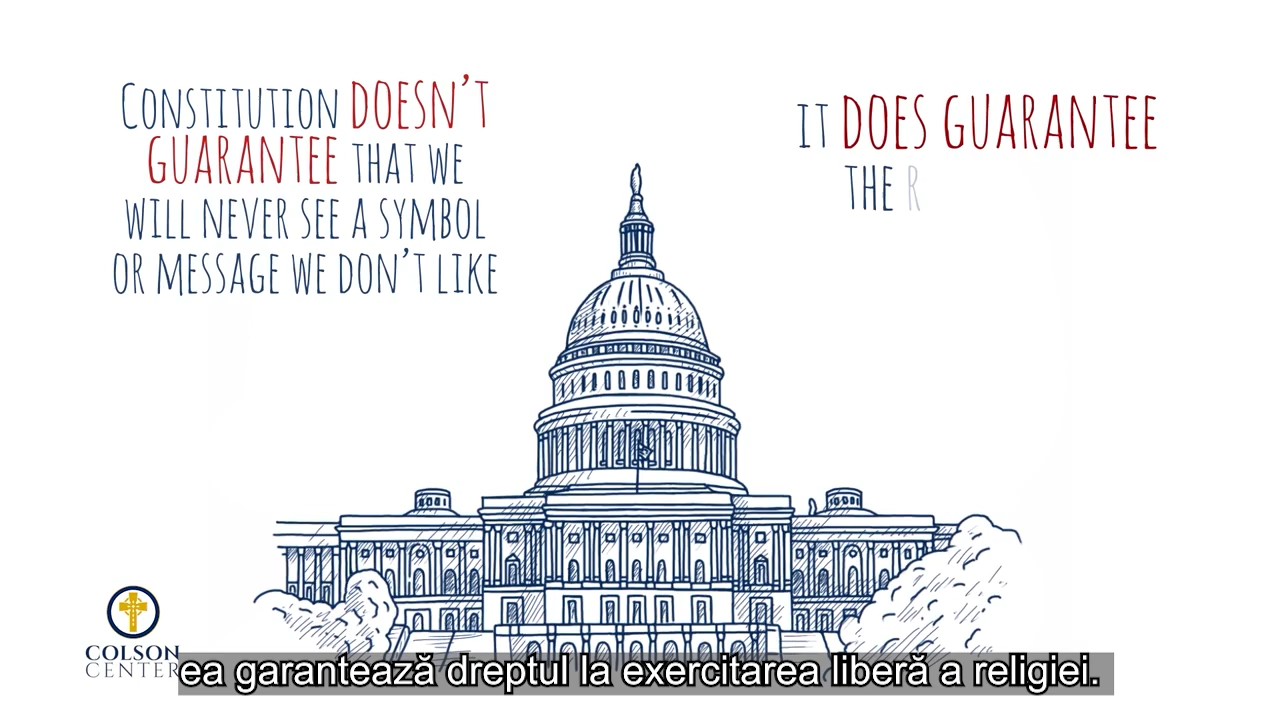 CONSTITUTION DOESN'T
GUARANTEE THAT WE
WILL NEVER SEE A SYMBOL
OR MESSAGE WE DON'T LIKE
IT DOES GUARANTEE
THE R
COLSON
CENTER
ea garantează dreptul la exercitarea liberă a religiei.